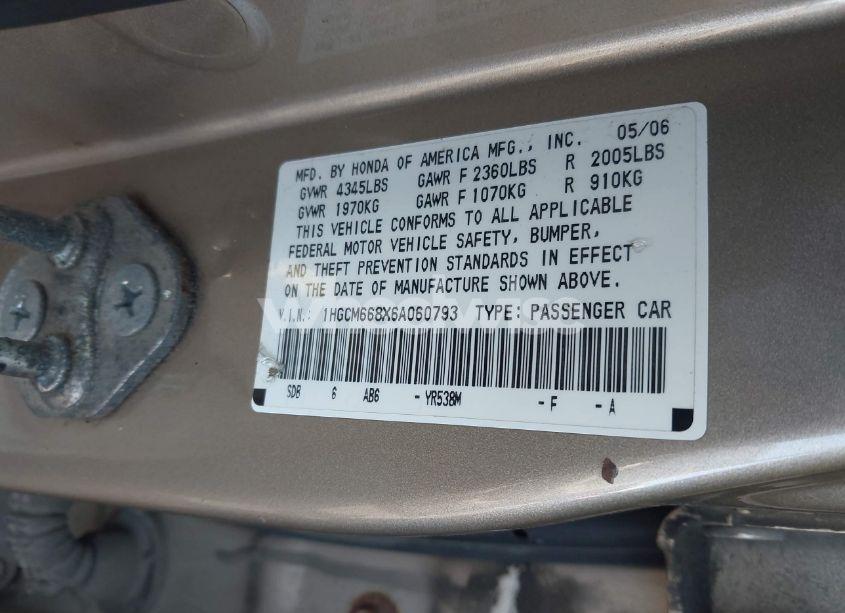 MFD. BY HONDA OF AMERICA MFG., INC. 05/06
GVWR 4345LBS GAWR F 2360LBS R 2005LBS
GVWR 1970KG GAWR F 1070KG R 910KG
THIS VEHICLE CONFORMS TO ALL APPLICABLE
FEDERAL MOTOR VEHICLE SAFETY, BUMPER,
AND THEFT PREVENTION STANDARDS IN EFFECT
ON THE DATE OF MANUFACTURE SHOWN ABOVE.
V.I.N.: 1HGCM668X6A060793 TYPE: PASSENGER CAR
SDB 6 AB6 - YR538M - F - A